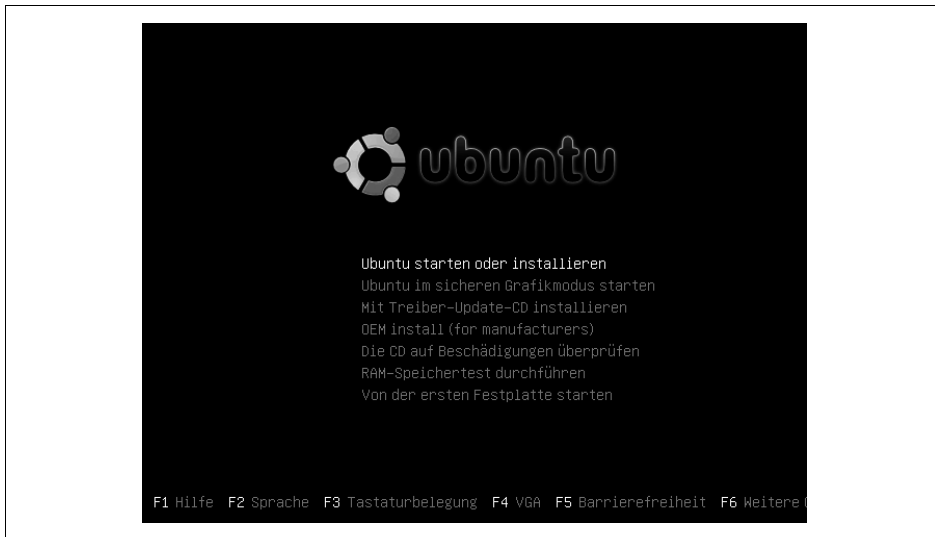 ubuntu
Ubuntu starten oder installieren
Ubuntu im sicheren Grafikmodus starten
Mit Treiber-Update-CD installieren
OEM install (for manufacturers)
Die CD auf Beschädigungen überprüfen
RAM-Speichertest durchführen
Von der ersten Festplatte starten
F1 Hilfe F2 Sprache F3 Tastaturbelegung F4 VGA F5 Barrierefreiheit F6 Weitere